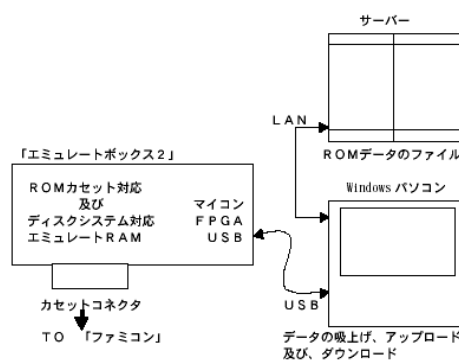 サーバー
LAN
ROMデータのファイル
「エミュレートボックス2」
ROMカセット対応
及び
ディスクシステム対応
エミュレートRAM
マイコン
FPGA
USB
Windows パソコン
カセットコネクタ
TO 「ファミコン」
USB
データの吸上げ、アップロード
及び、ダウンロード